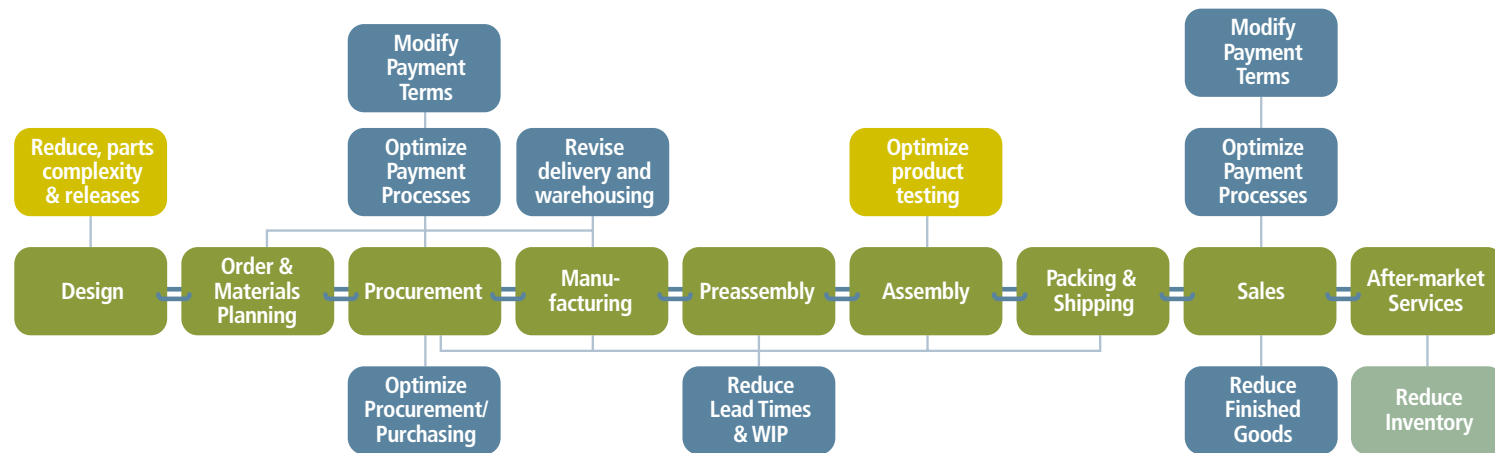 Modify
Payment
Terms
Modify
Payment
Terms
Reduce, parts
complexity
& releases
Optimize
Payment
Processes
Revise
delivery and
warehousing
Optimize
product
testing
Optimize
Payment
Processes
Design
Order &
Materials
Planning
Procurement
Manu-
facturing
Preassembly
Assembly
Packing &
Shipping
Sales
After-market
Services
Optimize
Procurement/
Purchasing
Reduce
Lead Times
& WIP
Reduce
Finished
Goods
Reduce
Inventory